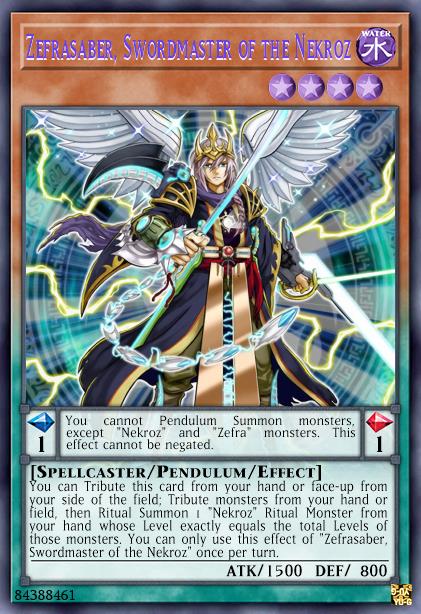 Zefrasaber, Swordmaster of the Nekroz
WATER
水
You cannot Pendulum Summon monsters,
except "Nekroz" and "Zefra" monsters. This
effect cannot be negated.
1
1
[Spellcaster/Pendulum/Effect]
You can Tribute this card from your hand or face-up from
your side of the field; Tribute monsters from your hand or
field, then Ritual Summon 1 "Nekroz" Ritual Monster from
your hand whose Level exactly equals the total Levels of
those monsters. You can only use this effect of "Zefrasaber,
Swordmaster of the Nekroz" once per turn.
ATK/1500 DEF/ 800
84388461